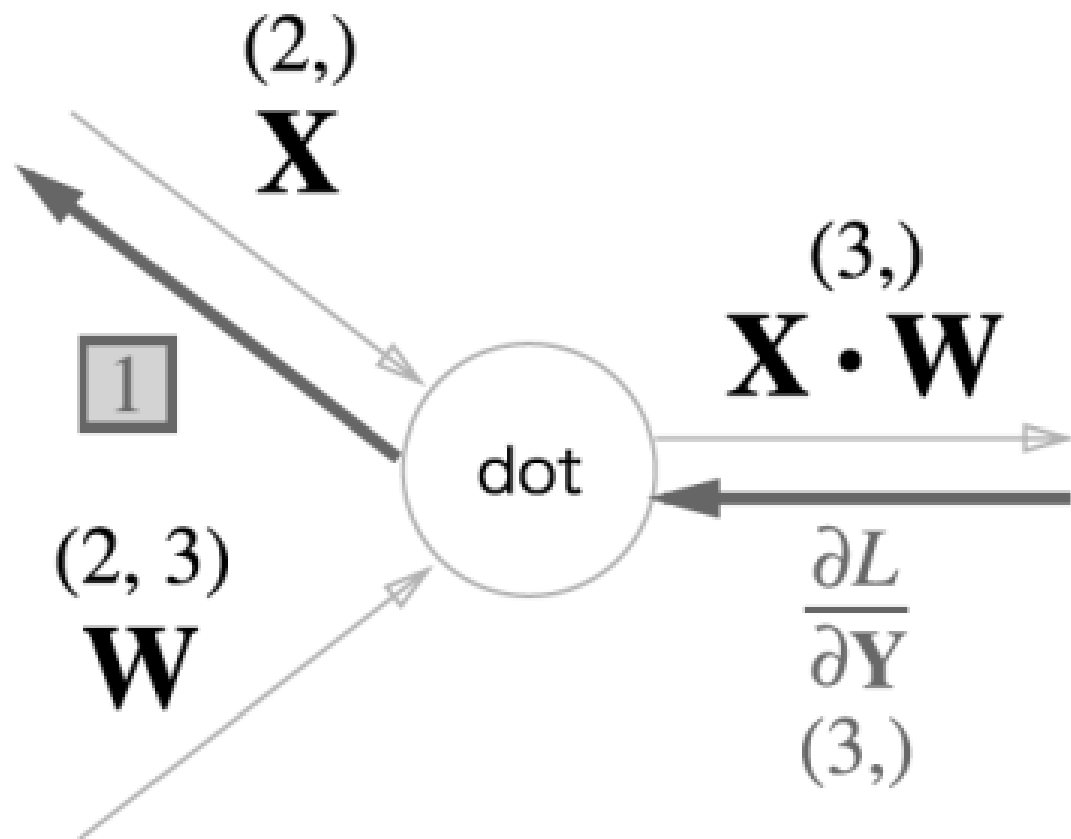 (2,)
X
1
(2, 3)
W
dot
(3,)
X · W
∂L
∂Y
(3,)